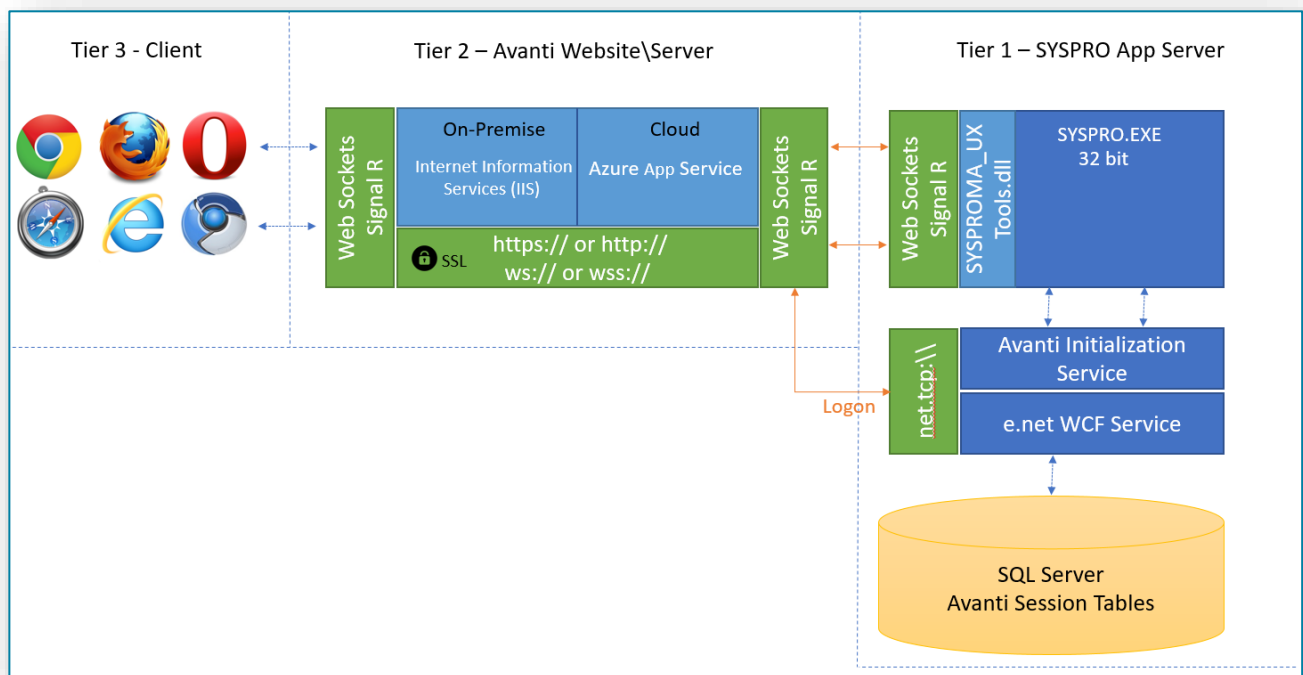 Tier 3 - Client
Tier 2 – Avanti Website\Server
Tier 1 – SYSPRO App Server
Web Sockets
Signal R
On-Premise
Internet Information
Services (IIS)
Cloud
Azure App Service
SSL
https:// or http://
ws:// or wss://
Web Sockets
Signal R
Web Sockets
Signal R
SYSPROMA_UX
Tools.dll
SYSPRO.EXE
32 bit
Logon
net.tcp:\\
Avanti Initialization
Service
e.net WCF Service
SQL Server
Avanti Session Tables